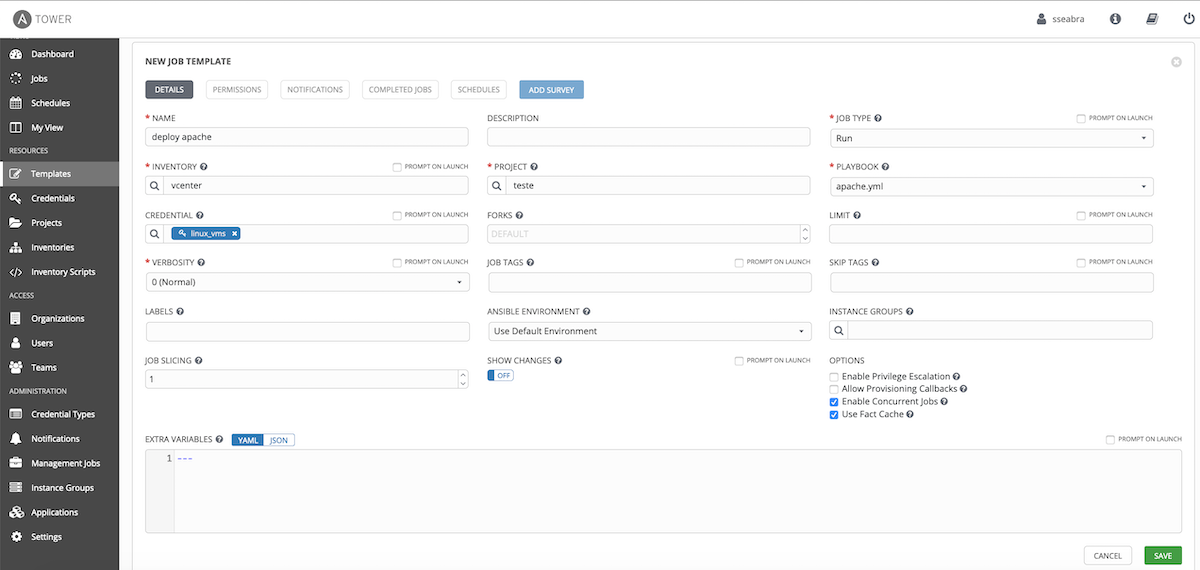 A TOWER
sseabra
Dashboard
Jobs
Schedules
My View
RESOURCES
Templates
Credentials
Projects
Inventories
Inventory Scripts
ACCESS
Organizations
Users
Teams
ADMINISTRATION
Credential Types
Notifications
Management Jobs
Instance Groups
Applications
Settings
NEW JOB TEMPLATE
DETAILS PERMISSIONS NOTIFICATIONS COMPLETED JOBS SCHEDULES ADD SURVEY
* NAME DESCRIPTION * JOB TYPE PROMPT ON LAUNCH
deploy apache Run
* INVENTORY PROMPT ON LAUNCH * PROJECT * PLAYBOOK
vcenter teste apache.yml
CREDENTIAL PROMPT ON LAUNCH FORKS LIMIT PROMPT ON LAUNCH
linux_vms DEFAULT
* VERBOSITY PROMPT ON LAUNCH JOB TAGS PROMPT ON LAUNCH SKIP TAGS PROMPT ON LAUNCH
0 (Normal)
LABELS ANSIBLE ENVIRONMENT INSTANCE GROUPS
Use Default Environment
JOB SLICING SHOW CHANGES PROMPT ON LAUNCH OPTIONS
1 OFF
Enable Privilege Escalation
Allow Provisioning Callbacks
Enable Concurrent Jobs
Use Fact Cache
EXTRA VARIABLES YAML JSON PROMPT ON LAUNCH
1 ---
CANCEL SAVE